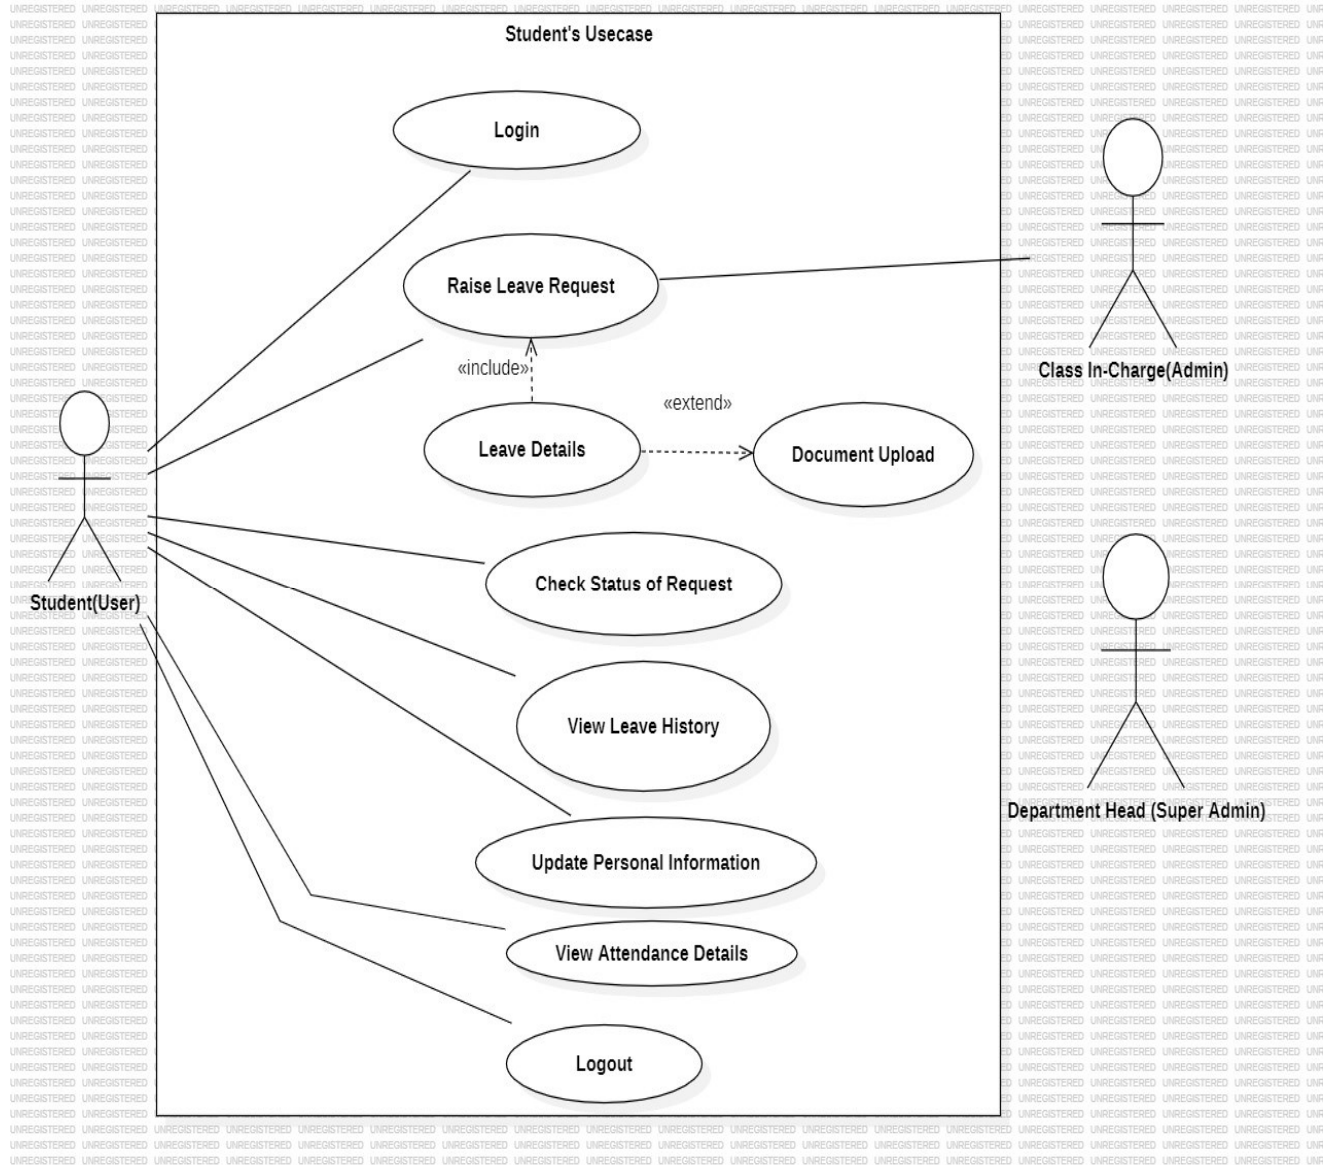 Student's Usecase
Login
Raise Leave Request
«include»
Class In-Charge(Admin)
«extend»
Leave Details
Document Upload
Check Status of Request
Student(User)
View Leave History
Department Head (Super Admin)
Update Personal Information
View Attendance Details
Logout
UNREGISTERED